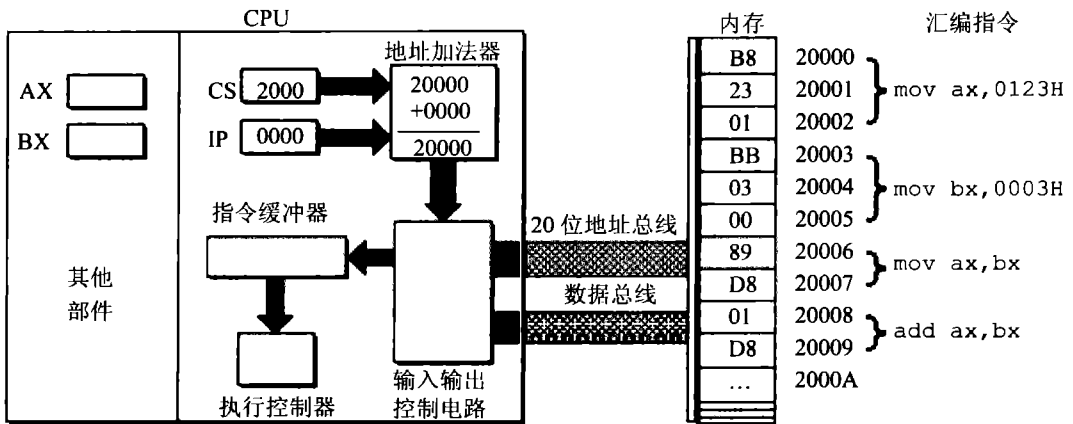 CPU
内存
汇编指令
地址加法器
AX
BX
CS 2000
IP 0000
20000
+0000
20000
指令缓冲器
其他
部件
执行控制器
输入输出
控制电路
20 位地址总线
数据总线
B8 20000
23 20001
01 20002
mov ax,0123H
BB 20003
03 20004
00 20005
mov bx,0003H
89 20006
D8 20007
mov ax,bx
01 20008
D8 20009
add ax,bx
… 2000A